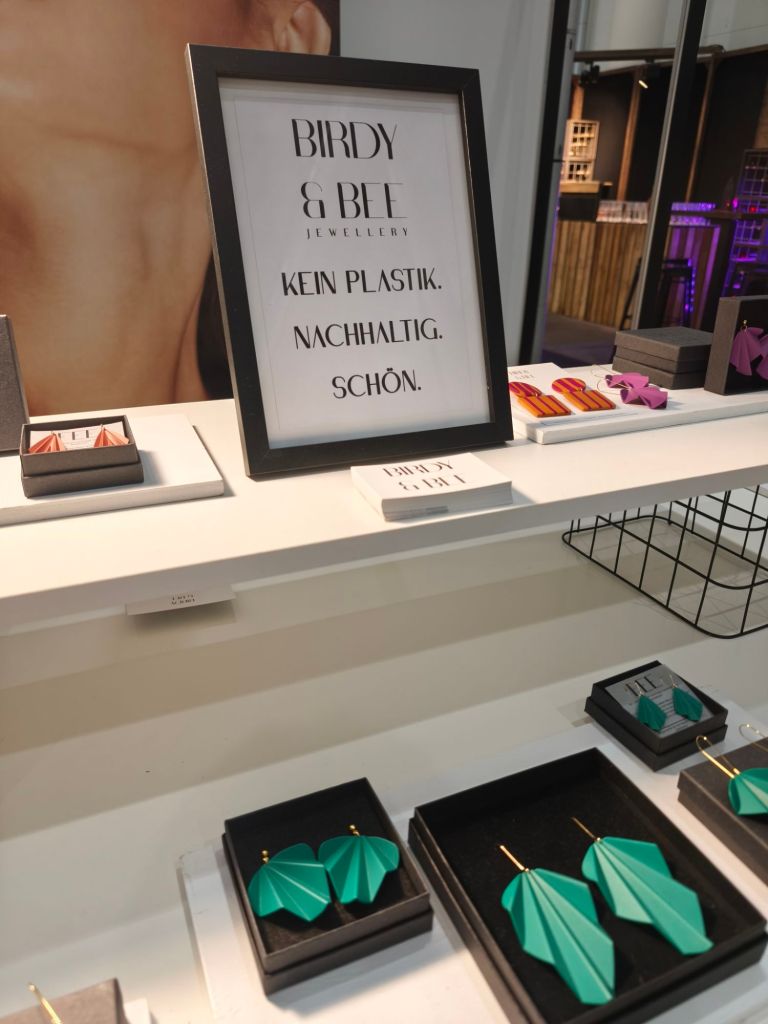 BIRDY
& BEE
JEWELLERY
KEIN PLASTIK.
NACHHALTIG.
SCHÖN.
BIRDY
& BEE